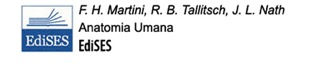 F. H. Martini, R. B. Tallitsch, J. L. Nath
Anatomia Umana
EdiSES
EdiSES